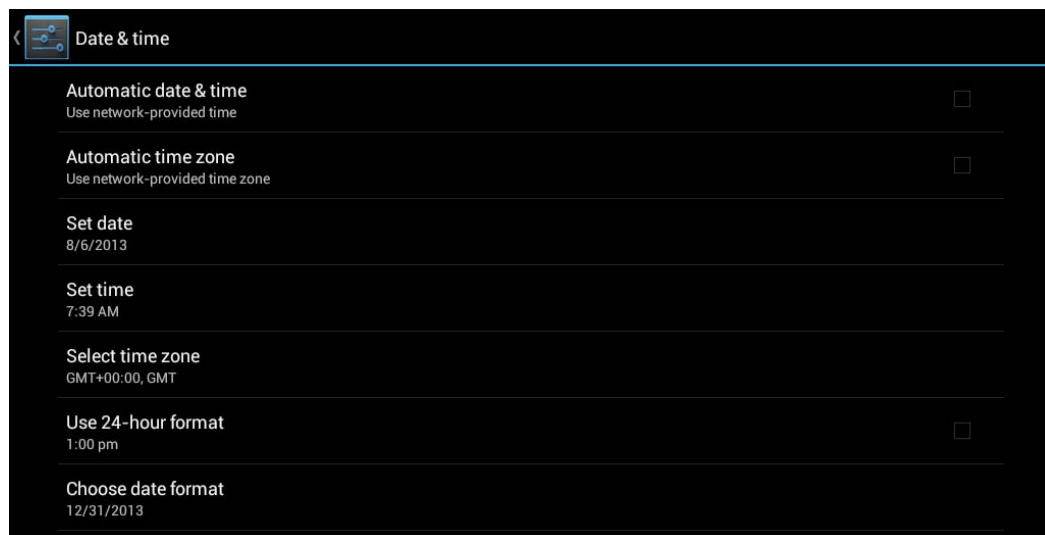 Date & time
Automatic date & time
Use network-provided time
Automatic time zone
Use network-provided time zone
Set date
8/6/2013
Set time
7:39 AM
Select time zone
GMT+00:00, GMT
Use 24-hour format
1:00 pm
Choose date format
12/31/2013